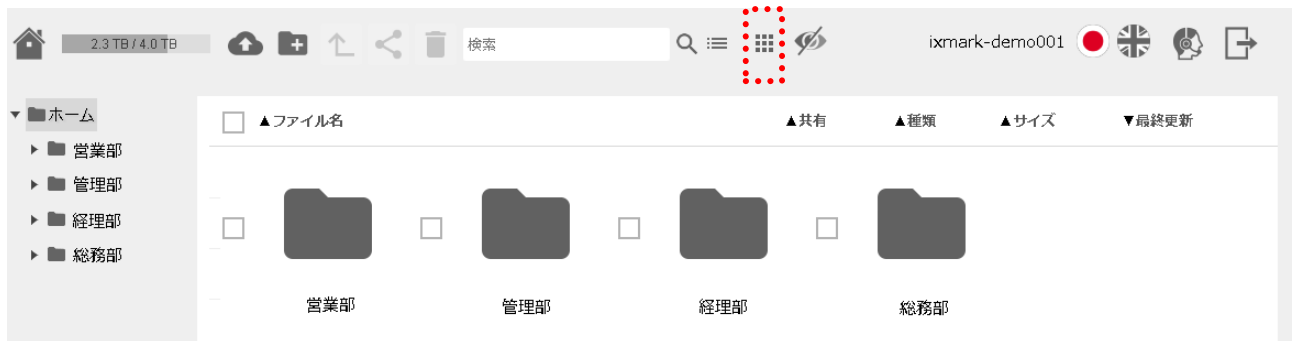 2.3 TB / 4.0 TB
検索
ixmark-demo001
ホーム
営業部
管理部
経理部
総務部
▲ファイル名 ▲共有 ▲種類 ▲サイズ ▼最終更新
営業部 管理部 経理部 総務部